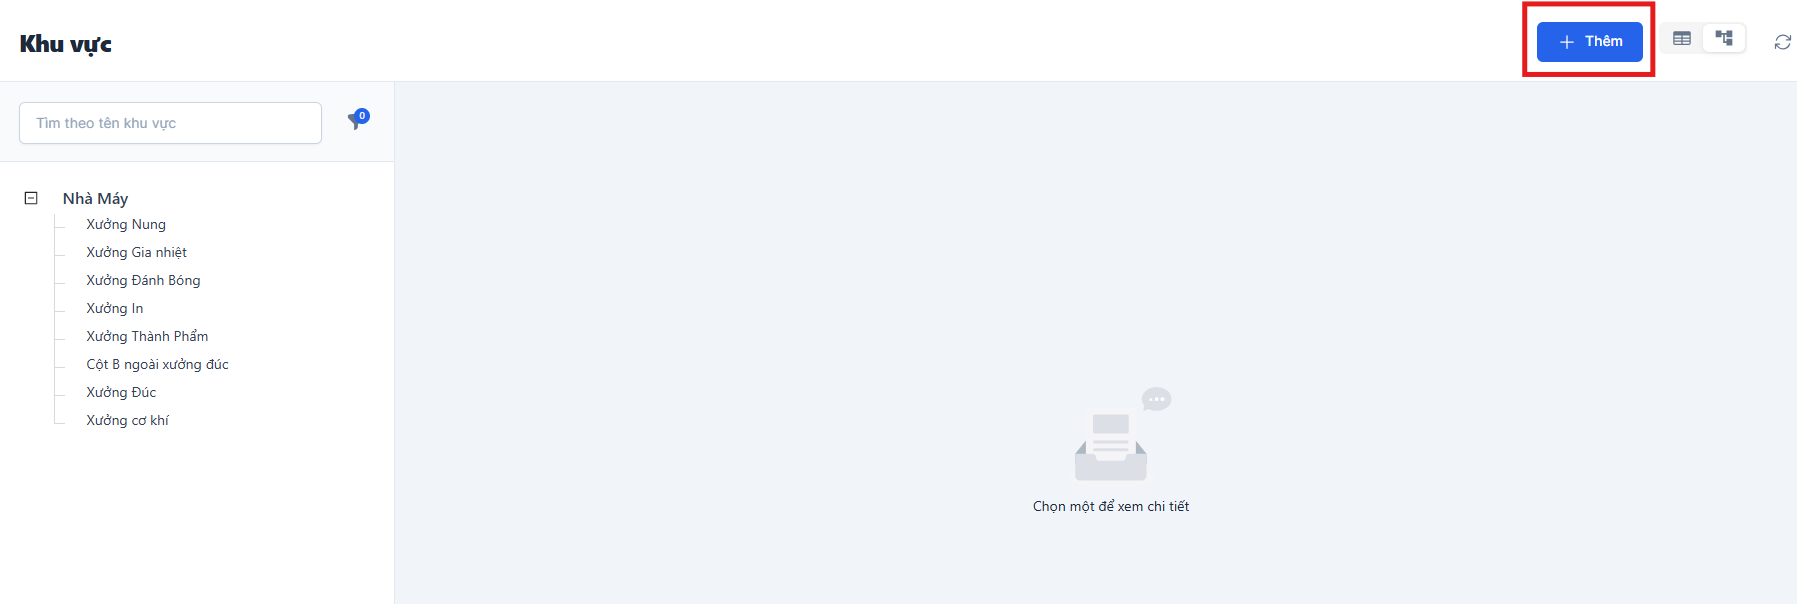 Khu vực
Thêm
Tìm theo tên khu vực
0
Nhà Máy
Xưởng Nung
Xưởng Gia nhiệt
Xưởng Đánh Bóng
Xưởng In
Xưởng Thành Phẩm
Cột B ngoài xưởng đúc
Xưởng Đúc
Xưởng cơ khí
Chọn một để xem chi tiết